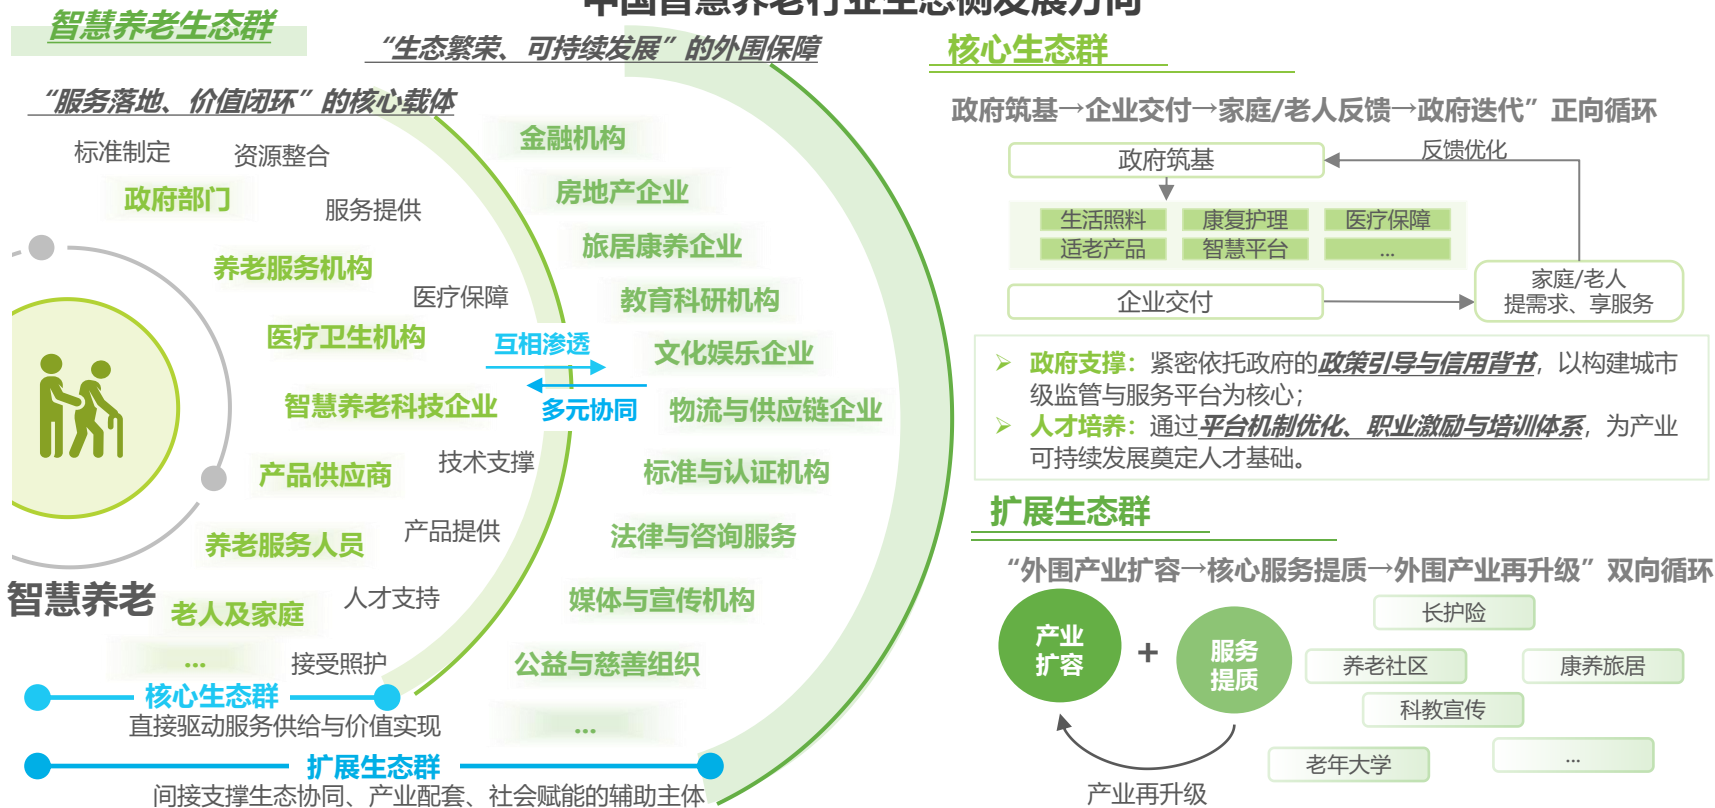 中国智慧养老行业生态侧发展方向
智慧养老生态群
“生态繁荣、可持续发展”的外围保障
“服务落地、价值闭环”的核心载体
标准制定
资源整合
政府部门
服务提供
养老服务机构
医疗保障
医疗卫生机构
智慧养老科技企业
技术支撑
产品供应商
产品提供
养老服务人员
智慧养老
人才支持
老人及家庭
...
接受照护
核心生态群
直接驱动服务供给与价值实现
扩展生态群
间接支撑生态协同、产业配套、社会赋能的辅助主体
互相渗透
多元协同
金融机构
房地产企业
旅居康养企业
教育科研机构
文化娱乐企业
物流与供应链企业
标准与认证机构
法律与咨询服务
媒体与宣传机构
公益与慈善组织
...
核心生态群
政府筑基→企业交付→家庭/老人反馈→政府迭代”正向循环
政府筑基
反馈优化
生活照料 康复护理 医疗保障
适老产品 智慧平台 ...
企业交付
家庭/老人
提需求、享服务
➢ 政府支撑：紧密依托政府的政策引导与信用背书，以构建城市
级监管与服务平台为核心；
➢ 人才培养：通过平台机制优化、职业激励与培训体系，为产业
可持续发展奠定人才基础。
扩展生态群
“外围产业扩容→核心服务提质→外围产业再升级”双向循环
产业
扩容
+
服务
提质
产业再升级
长护险
养老社区
康养旅居
科教宣传
老年大学
...